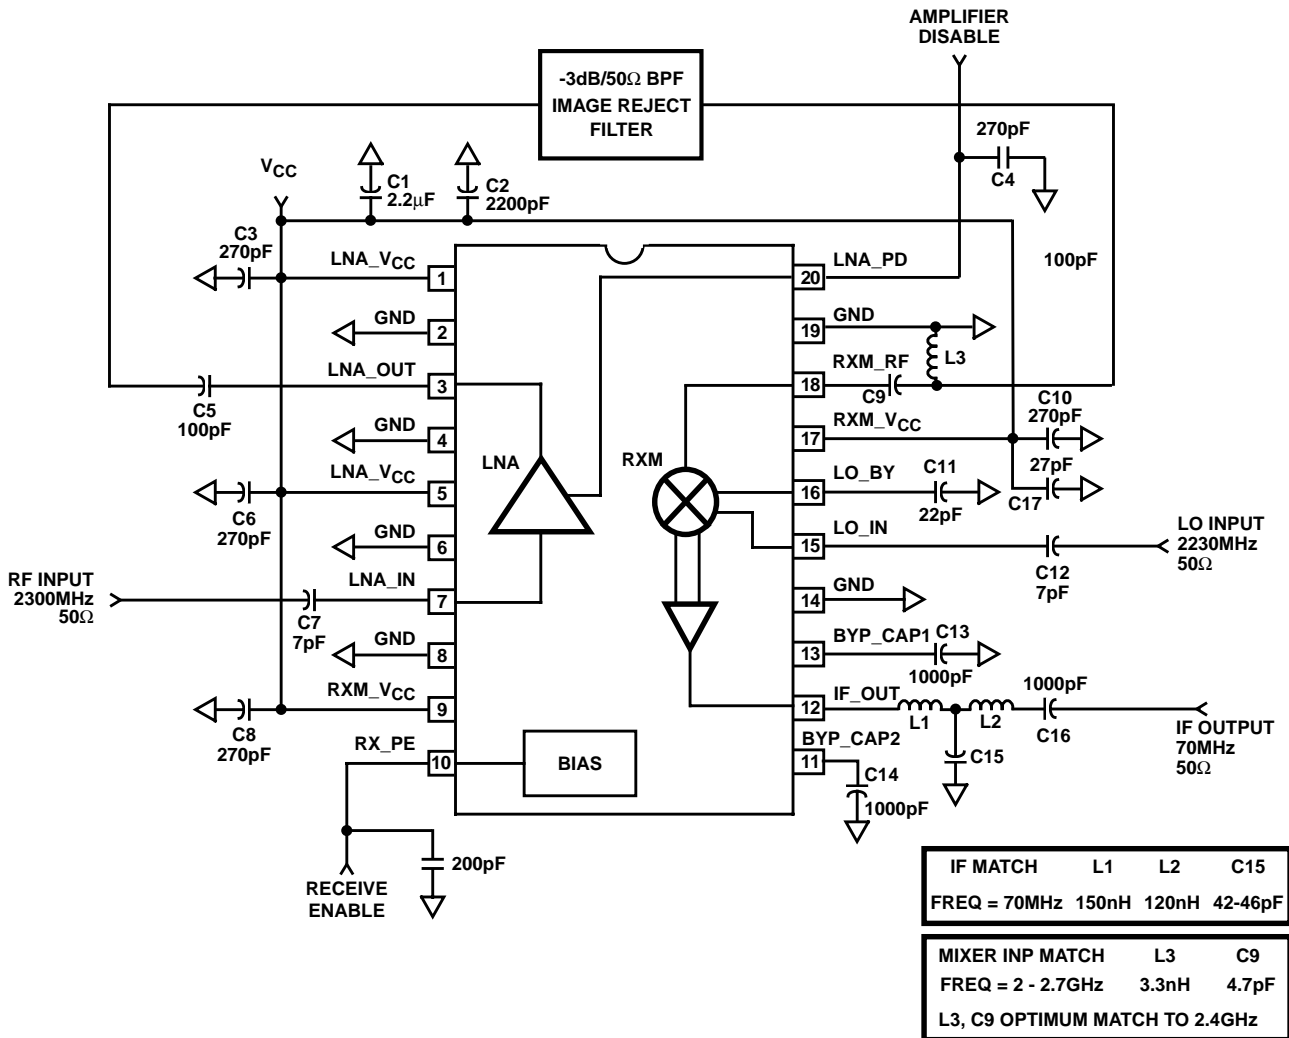 AMPLIFIER
DISABLE
-3dB/50Ω BPF
IMAGE REJECT
FILTER
270pF
C4
VCC
C1
2.2μF
C2
2200pF
C3
270pF
100pF
LNA_VCC
1
GND
2
LNA_OUT
3
C5
100pF
GND
4
LNA_VCC
5
C6
270pF
GND
6
RF INPUT
2300MHz
50Ω
LNA_IN
7
C7
7pF
GND
8
RXM_VCC
9
C8
270pF
RX_PE
10
BIAS
200pF
RECEIVE
ENABLE
LNA
RXM
20
LNA_PD
19
GND
L3
18
RXM_RF
C9
17
RXM_VCC
C10
270pF
27pF
C17
16
LO_BY
C11
22pF
15
LO_IN
C12
7pF
LO INPUT
2230MHz
50Ω
14
GND
13
BYP_CAP1
C13
1000pF
12
IF_OUT
L1
L2
1000pF
C16
C15
IF OUTPUT
70MHz
50Ω
BYP_CAP2
11
C14
1000pF
IF MATCH L1 L2 C15
FREQ = 70MHz 150nH 120nH 42-46pF
MIXER INP MATCH L3 C9
FREQ = 2 - 2.7GHz 3.3nH 4.7pF
L3, C9 OPTIMUM MATCH TO 2.4GHz